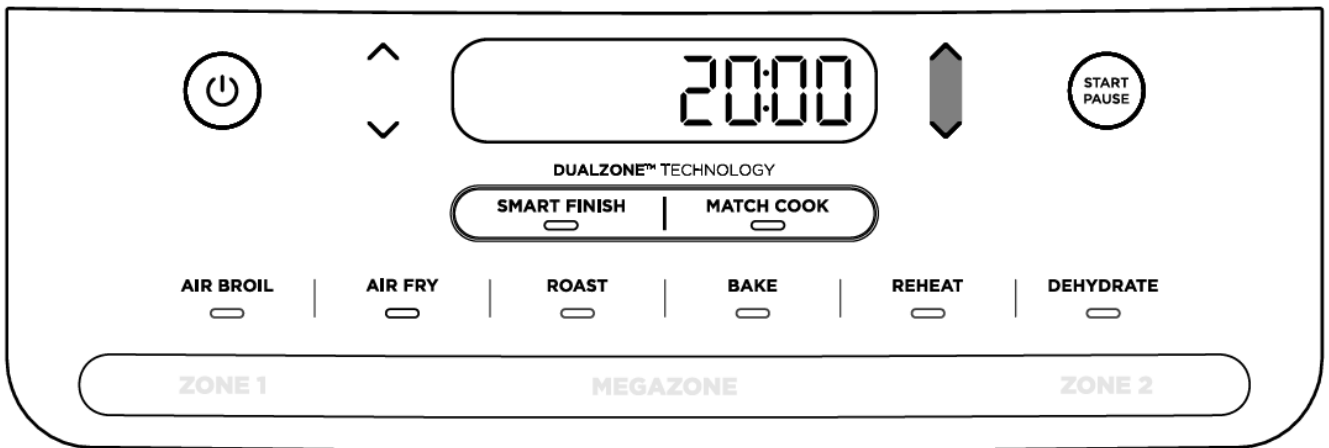 20:00
START
PAUSE
DUALZONE™ TECHNOLOGY
SMART FINISH
MATCH COOK
AIR BROIL
AIR FRY
ROAST
BAKE
REHEAT
DEHYDRATE
ZONE 1
MEGAZONE
ZONE 2